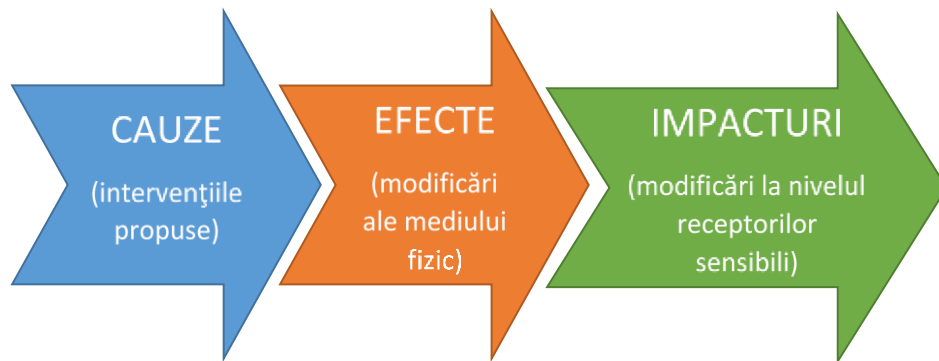 CAUZE
(intervenţiile
propuse)
EFECTE
(modificări
ale mediului
fizic)
IMPACTURI
(modificări la nivelul
receptorilor
sensibili)